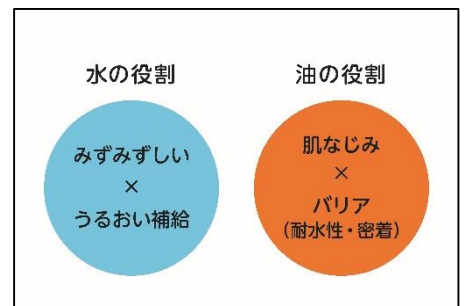 水の役割
みずみずしい
×
うるおい補給
油の役割
肌なじみ
×
バリア
(耐水性・密着)